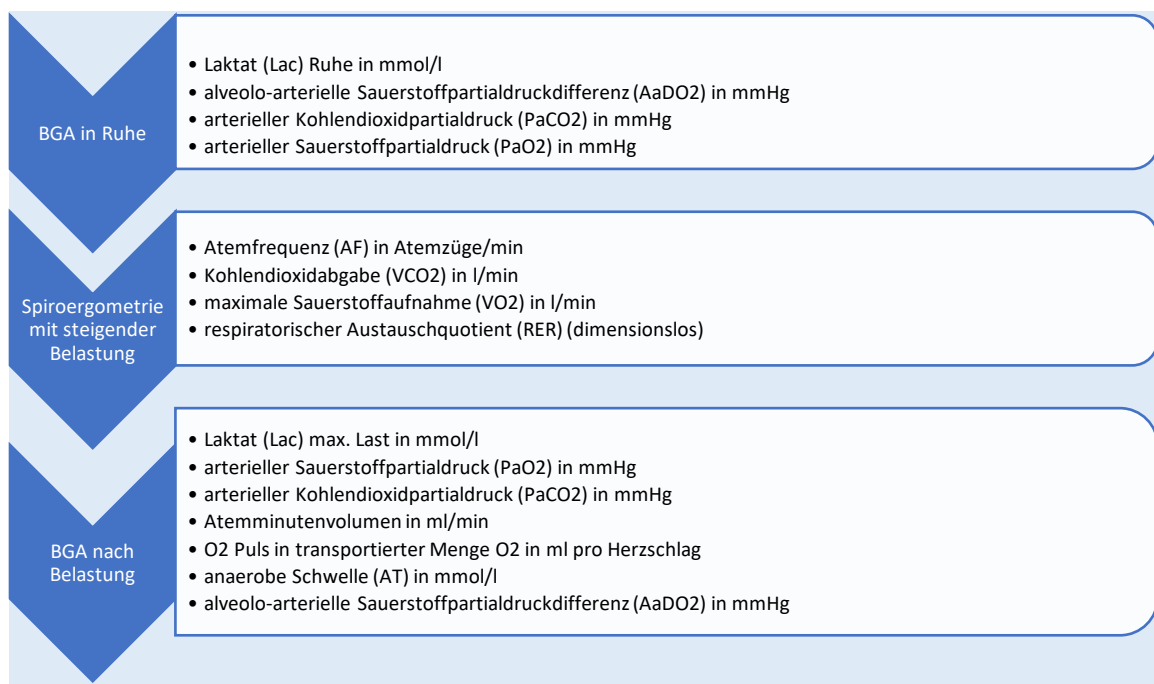 BGA in Ruhe
• Laktat (Lac) Ruhe in mmol/l
• alveolo-arterielle Sauerstoffpartialdruckdifferenz (AaDO2) in mmHg
• arterieller Kohlendioxidpartialdruck (PaCO2) in mmHg
• arterieller Sauerstoffpartialdruck (PaO2) in mmHg
Spiroergometrie
mit steigender
Belastung
• Atemfrequenz (AF) in Atemzüge/min
• Kohlendioxidabgabe (VCO2) in l/min
• maximale Sauerstoffaufnahme (VO2) in l/min
• respiratorischer Austauschquotient (RER) (dimensionslos)
BGA nach
Belastung
• Laktat (Lac) max. Last in mmol/l
• arterieller Sauerstoffpartialdruck (PaO2) in mmHg
• arterieller Kohlendioxidpartialdruck (PaCO2) in mmHg
• Atemminutenvolumen in ml/min
• O2 Puls in transportierter Menge O2 in ml pro Herzschlag
• anaerobe Schwelle (AT) in mmol/l
• alveolo-arterielle Sauerstoffpartialdruckdifferenz (AaDO2) in mmHg